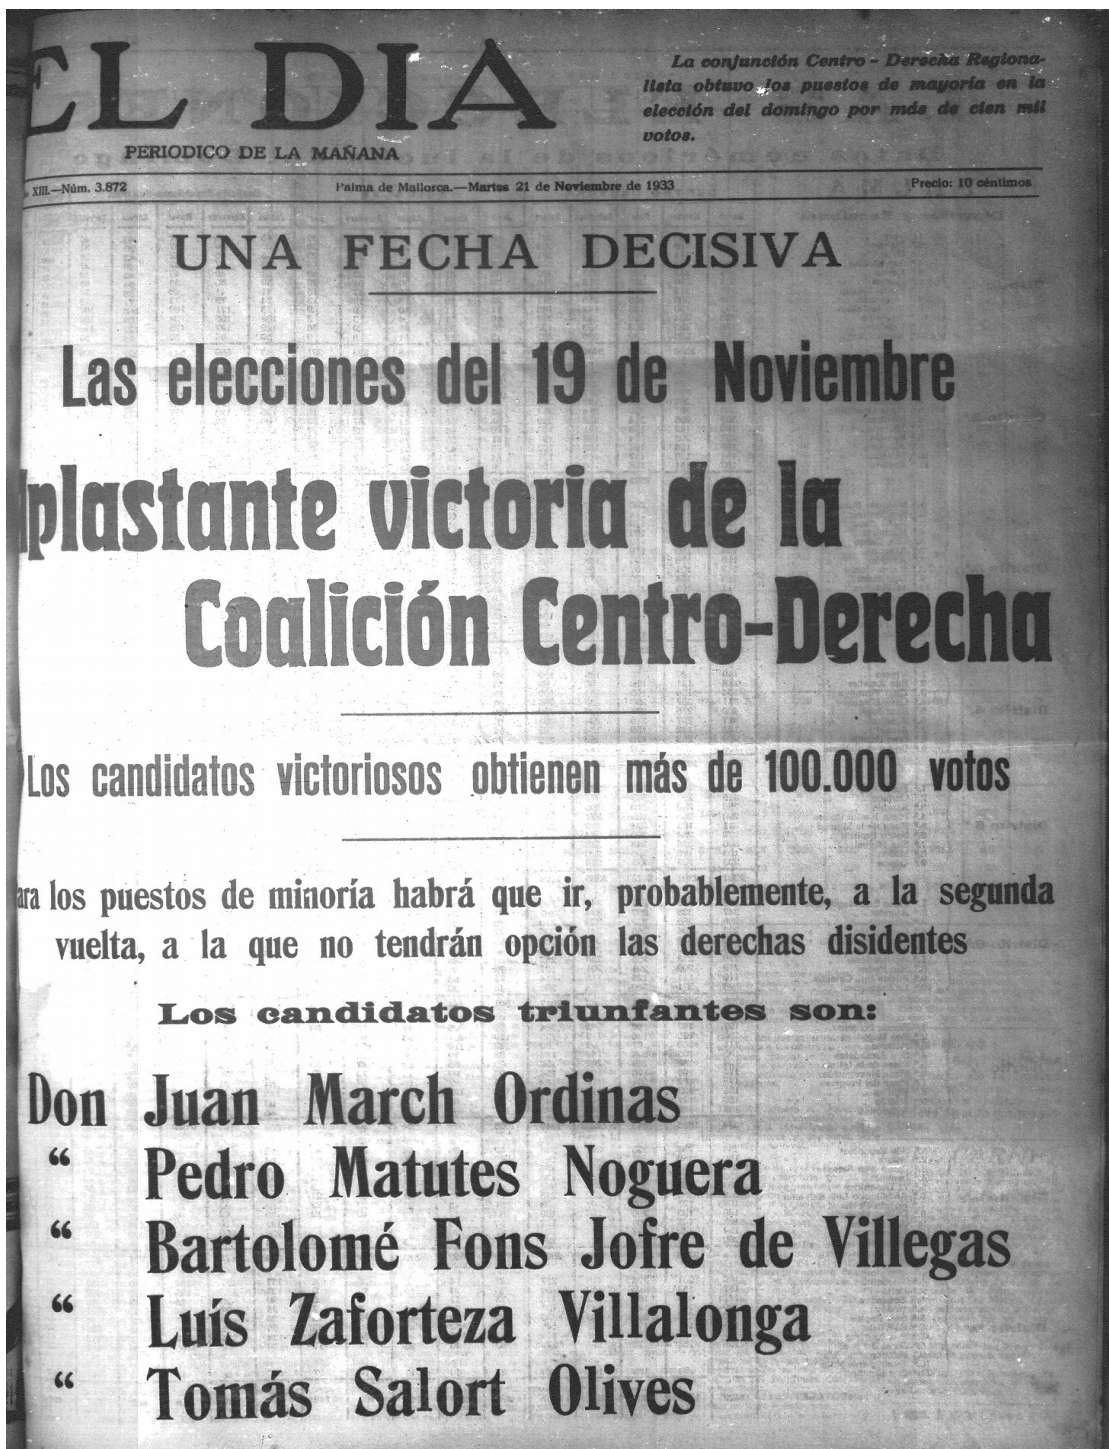 EL DIA
PERIODICO DE LA MAÑANA
La conjunción Centro - Derecha Regiona-
lista obtuvo los puestos de mayoría en la
elección del domingo por más de cien mil
votos.
XIII.—Núm. 3.872
Palma de Mallorca.—Martes 21 de Noviembre de 1933
Precio: 10 céntimos
UNA FECHA DECISIVA
Las elecciones del 19 de Noviembre
plastante victoria de la
Coalición Centro-Derecha
Los candidatos victoriosos obtienen más de 100.000 votos
ara los puestos de minoría habrá que ir, probablemente, a la segunda
vuelta, a la que no tendrán opción las derechas disidentes
Los candidatos triunfantes son:
Don Juan March Ordinas
“ Pedro Matutes Noguera
“ Bartolomé Fons Jofre de Villegas
“ Luís Zaforteza Villalonga
“ Tomás Salort Olives